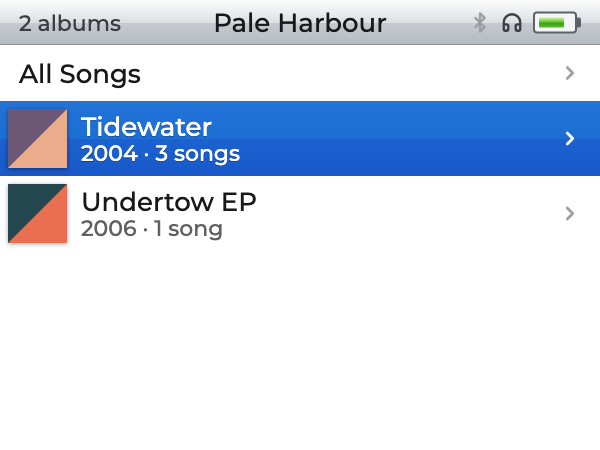 2 albums
Pale Harbour
All Songs
Tidewater
2004 · 3 songs
Undertow EP
2006 · 1 song